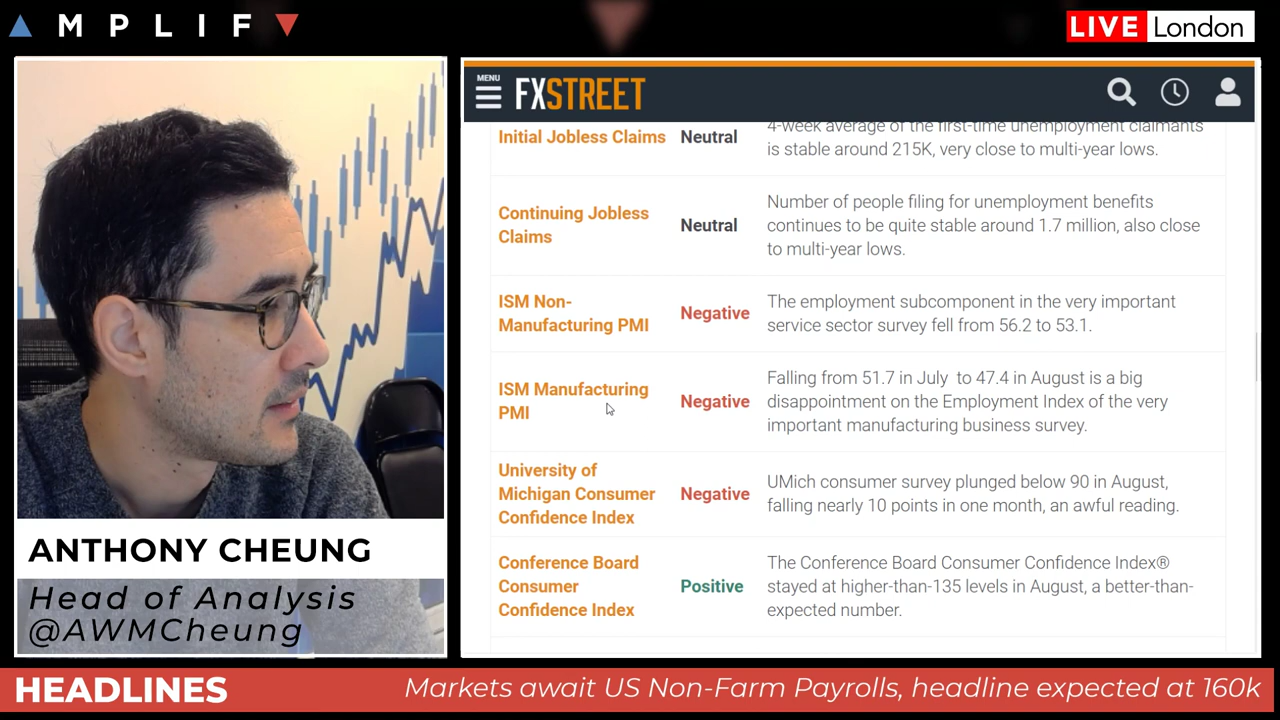 AMPLIFY
LIVE London
MENU
FXSTREET
Initial Jobless Claims
Neutral
4-week average of the first-time unemployment claimants
is stable around 215K, very close to multi-year lows.
Continuing Jobless
Claims
Neutral
Number of people filing for unemployment benefits
continues to be quite stable around 1.7 million, also close
to multi-year lows.
ISM Non-
Manufacturing PMI
Negative
The employment subcomponent in the very important
service sector survey fell from 56.2 to 53.1.
ISM Manufacturing
PMI
Negative
Falling from 51.7 in July to 47.4 in August is a big
disappointment on the Employment Index of the very
important manufacturing business survey.
University of
Michigan Consumer
Confidence Index
Negative
UMich consumer survey plunged below 90 in August,
falling nearly 10 points in one month, an awful reading.
Conference Board
Consumer
Confidence Index
Positive
The Conference Board Consumer Confidence Index®
stayed at higher-than-135 levels in August, a better-than-
expected number.
ANTHONY CHEUNG
Head of Analysis
@AWMCheung
HEADLINES
Markets await US Non-Farm Payrolls, headline expected at 160k